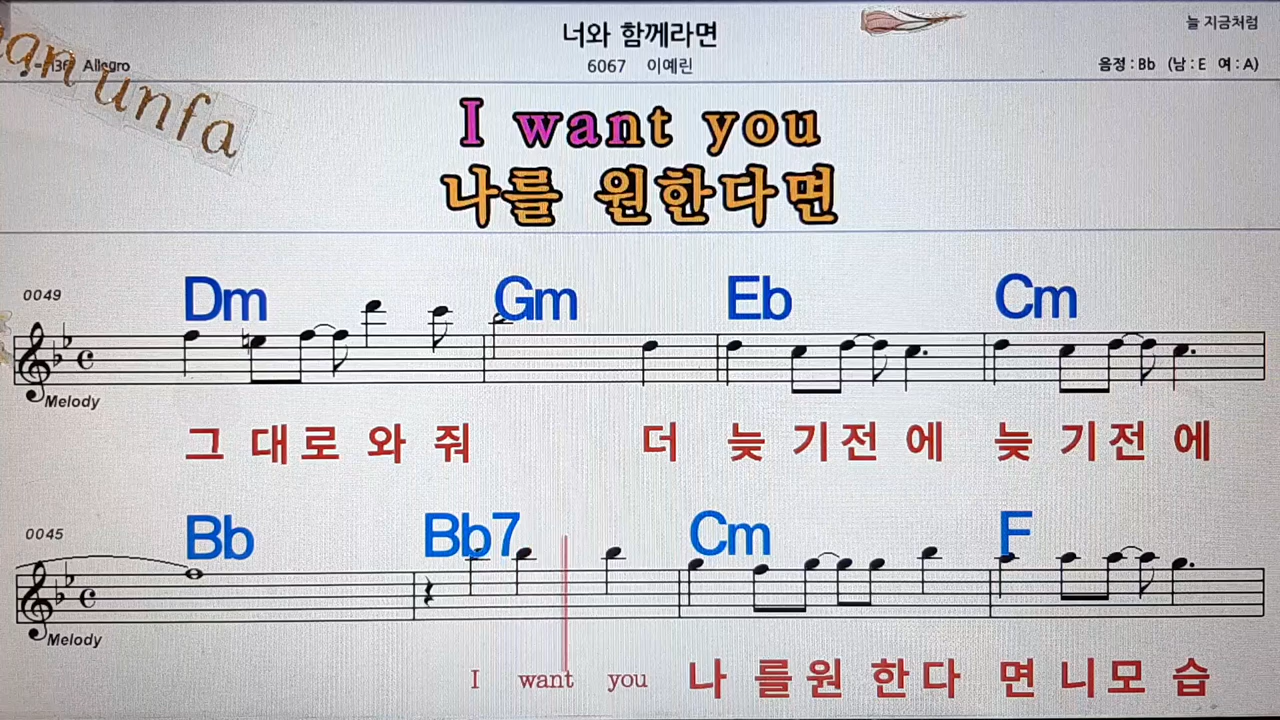 너와 함께라면
늘 지금처럼
6067 이예린
Allegro
음정 : Bb (남 : E 여 : A)
unfa
I want you
나를 원한다면
0049
Dm Gm Eb Cm
Melody
그 대로 와 줘 더 늦 기전 에 늦 기전 에
0045
Bb Bb7 Cm F
Melody
I want you 나 를원 한다 면 니모 습